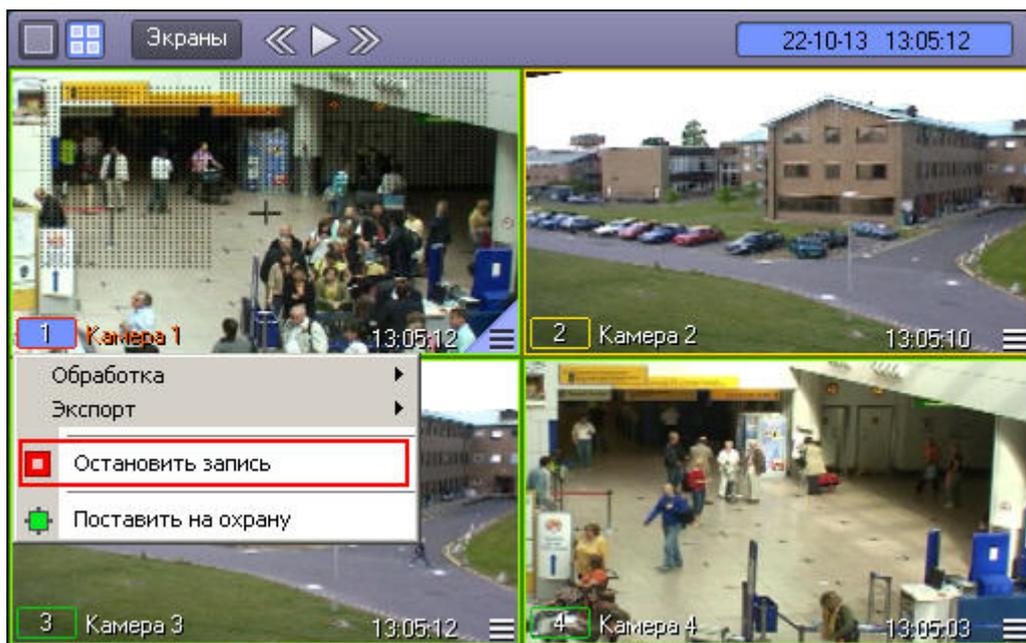 Экраны
22-10-13 13:05:12
1 Камера 1 13:05:12
2 Камера 2 13:05:10
Обработка
Экспорт
Остановить запись
Поставить на охрану
3 Камера 3 13:05:12
4 Камера 4 13:05:03